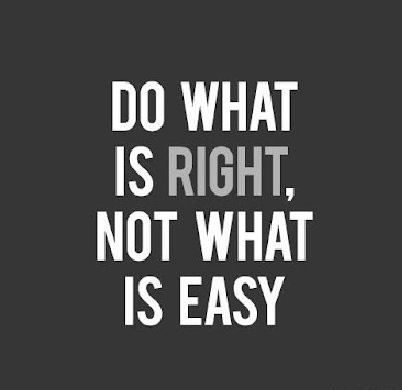 DO WHAT
IS RIGHT,
NOT WHAT
IS EASY